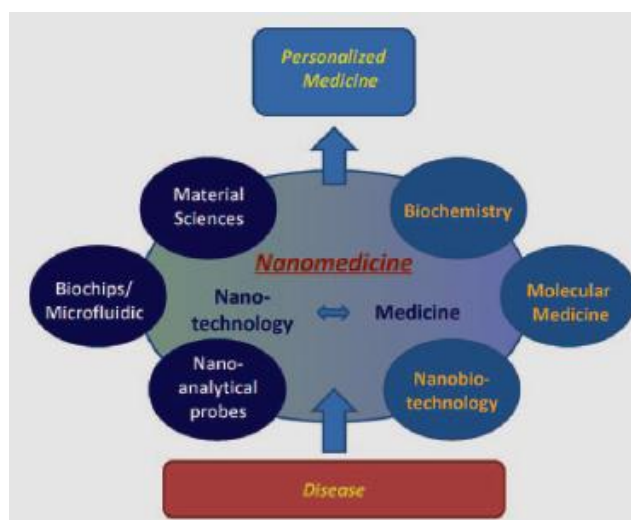 Personalized
Medicine
Material
Sciences
Biochemistry
Nanomedicine
Biochips/
Microfluidic
Nano-
technology
Medicine
Molecular
Medicine
Nano-
analytical
probes
Nanobio-
technology
Disease